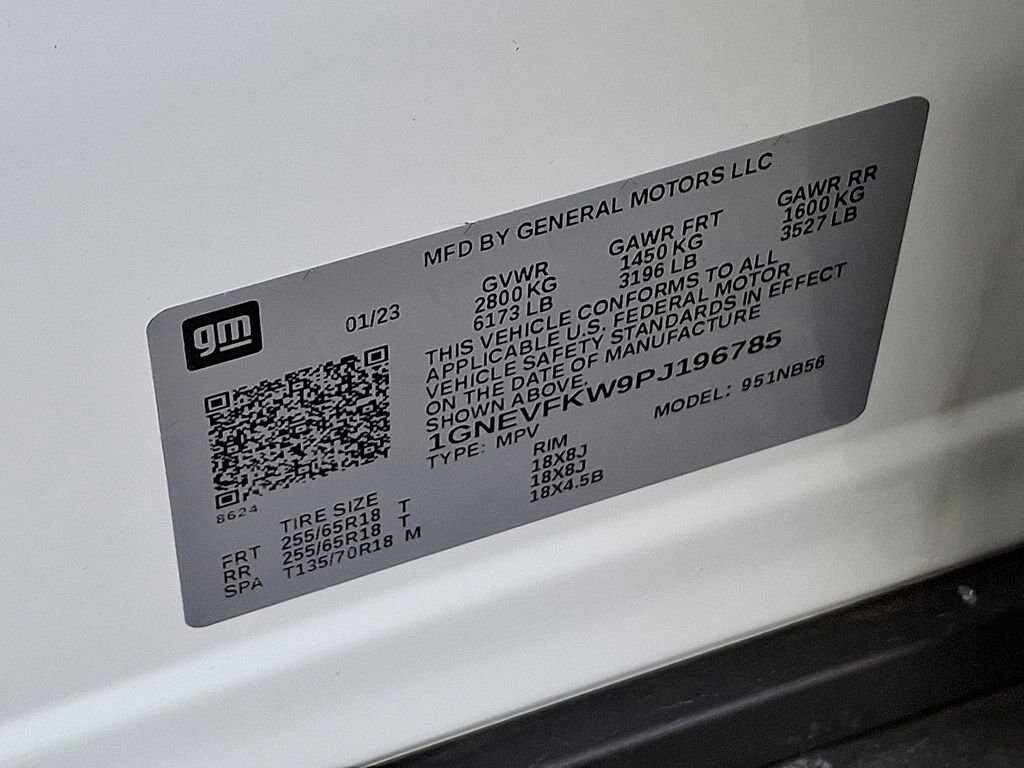 MFD BY GENERAL MOTORS LLC
gm
01/23
GVWR GAWR FRT GAWR RR
2800 KG 1450 KG 1600 KG
6173 LB 3196 LB 3527 LB
THIS VEHICLE CONFORMS TO ALL
APPLICABLE U.S. FEDERAL MOTOR
VEHICLE SAFETY STANDARDS IN EFFECT
ON THE DATE OF MANUFACTURE
SHOWN ABOVE.
1GNEVFKW9PJ196785
TYPE: MPV MODEL: 951NB56
8624
TIRE SIZE RIM
FRT 255/65R18 T 18X8J
RR 255/65R18 T 18X8J
SPA T135/70R18 M 18X4.5B